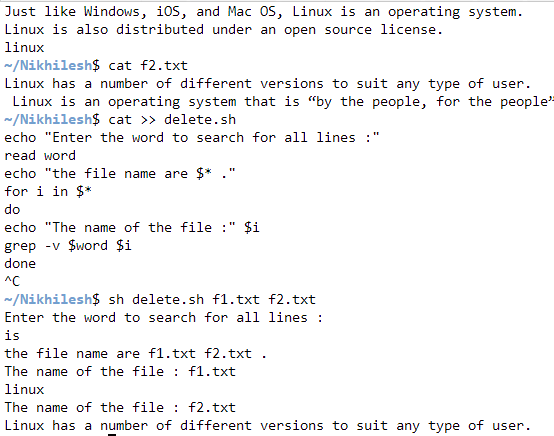 Just like Windows, iOS, and Mac OS, Linux is an operating system.
Linux is also distributed under an open source license.
linux
~/Nikhilesh$ cat f2.txt
Linux has a number of different versions to suit any type of user.
 Linux is an operating system that is “by the people, for the people”
~/Nikhilesh$ cat >> delete.sh
echo "Enter the word to search for all lines :"
read word
echo "the file name are $* ."
for i in $*
do
echo "The name of the file :" $i
grep -v $word $i
done
^C
~/Nikhilesh$ sh delete.sh f1.txt f2.txt
Enter the word to search for all lines :
is
the file name are f1.txt f2.txt .
The name of the file : f1.txt
linux
The name of the file : f2.txt
Linux has a number of different versions to suit any type of user.